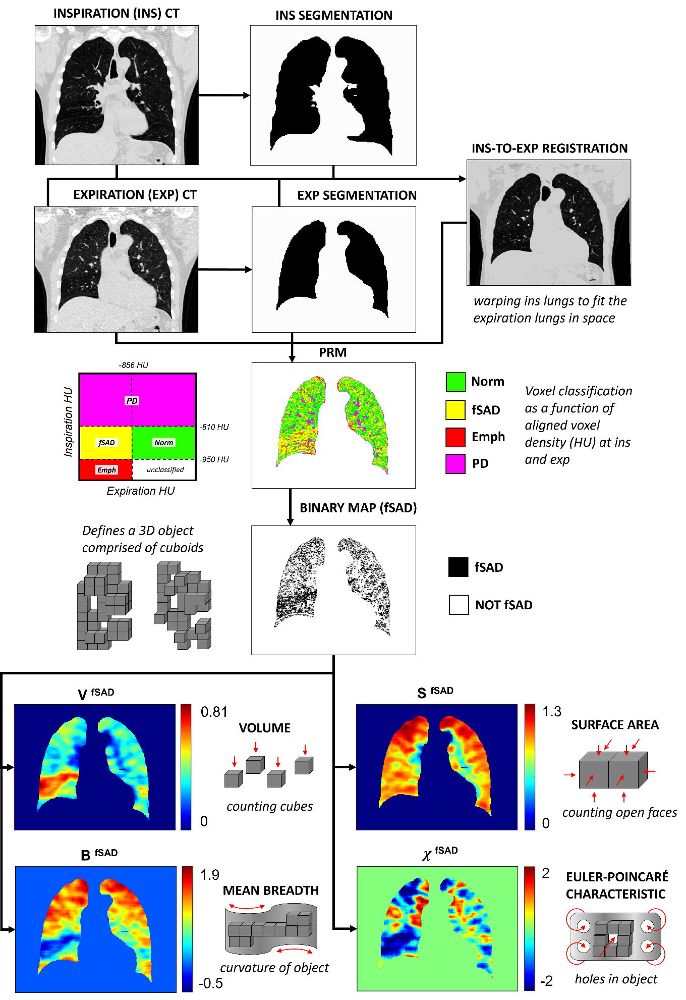 INSPIRATION (INS) CT
INS SEGMENTATION
INS-TO-EXP REGISTRATION
EXPIRATION (EXP) CT
EXP SEGMENTATION
warping ins lungs to fit the
expiration lungs in space
PRM
-856 HU
Inspiration HU
PD
-810 HU
fSAD
Norm
-950 HU
Emph
unclassified
Expiration HU
Norm
fSAD
Emph
PD
Voxel classification
as a function of
aligned voxel
density (HU) at ins
and exp
BINARY MAP (fSAD)
Defines a 3D object
comprised of cuboids
fSAD
NOT fSAD
V fSAD
0.81
0
VOLUME
counting cubes
S fSAD
1.3
0
SURFACE AREA
counting open faces
B fSAD
1.9
-0.5
MEAN BREADTH
curvature of object
χ fSAD
2
-2
EULER-POINCARÉ
CHARACTERISTIC
holes in object